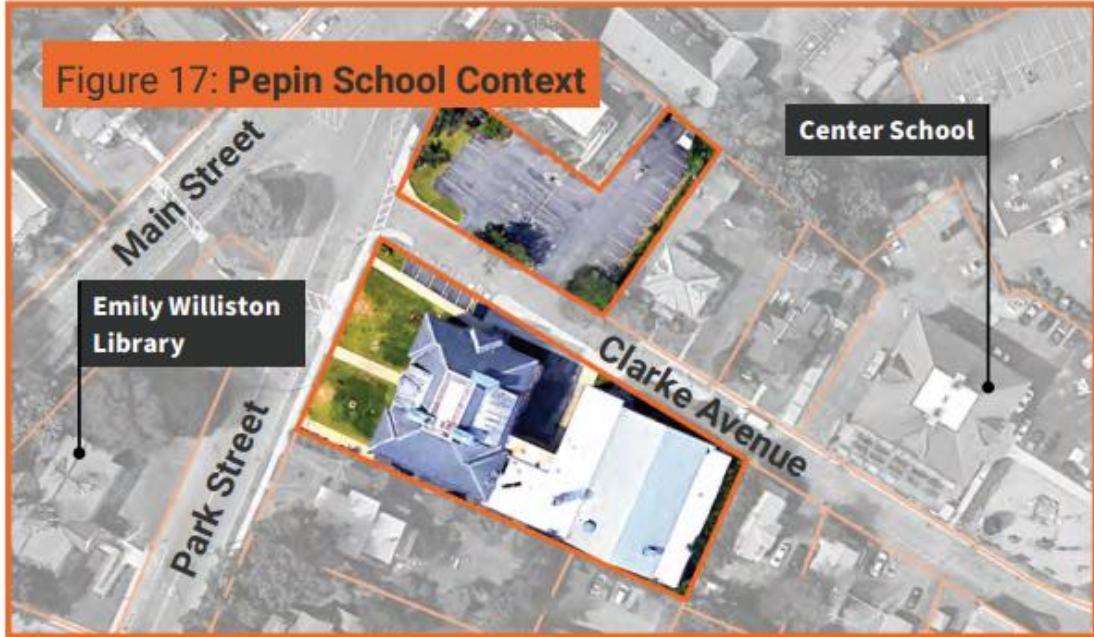 Figure 17: Pepin School Context
Main Street
Center School
Emily Williston
Library
Clarke Avenue
Park Street